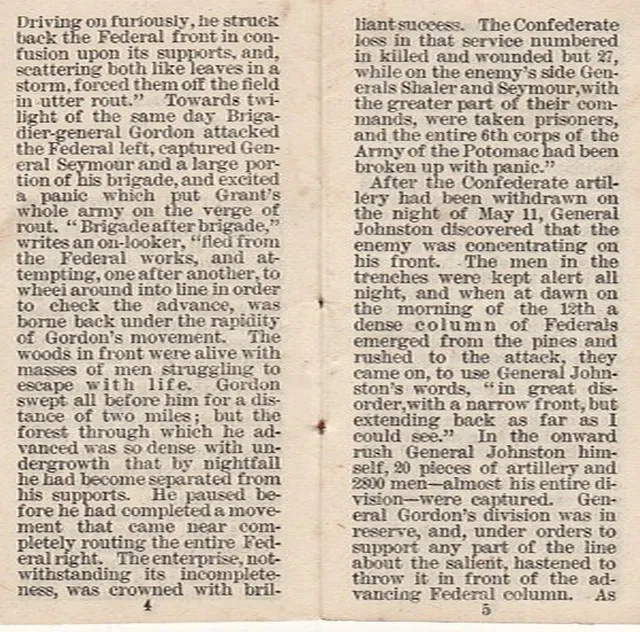 Driving on furiously, he struck
back the Federal front in con-
fusion upon its supports, and,
scattering both like leaves in a
storm, forced them off the field
in utter rout." Towards twi-
light of the same day Briga-
dier-general Gordon attacked
the Federal left, captured Gen-
eral Seymour and a large por-
tion of his brigade, and excited
a panic which put Grant's
whole army on the verge of
rout. "Brigade after brigade,"
writes an on-looker, "fled from
the Federal works, and at-
tempting, one after another, to
wheel around into line in order
to check the advance, was
borne back under the rapidity
of Gordon's movement. The
woods in front were alive with
masses of men struggling to
escape with life. Gordon
swept all before him for a dis-
tance of two miles; but the
forest through which he ad-
vanced was so dense with un-
dergrowth that by nightfall
he had become separated from
his supports. He paused be-
fore he had completed a move-
ment that came near com-
pletely routing the entire Fed-
eral right. The enterprise, not-
withstanding its incomplete-
ness, was crowned with bril-
4
liant success. The Confederate
loss in that service numbered
in killed and wounded but 27,
while on the enemy's side Gen-
erals Shaler and Seymour, with
the greater part of their com-
mands, were taken prisoners,
and the entire 6th corps of the
Army of the Potomac had been
broken up with panic."
After the Confederate artil-
lery had been withdrawn on
the night of May 11, General
Johnston discovered that the
enemy was concentrating on
his front. The men in the
trenches were kept alert all
night, and when at dawn on
the morning of the 12th a
dense column of Federals
emerged from the pines and
rushed to the attack, they
came on, to use General John-
ston's words, "in great dis-
order, with a narrow front, but
extending back as far as I
could see." In the onward
rush General Johnston him-
self, 20 pieces of artillery and
2800 men—almost his entire di-
vision—were captured. Gen-
eral Gordon's division was in
reserve, and, under orders to
support any part of the line
about the salient, hastened to
throw it in front of the ad-
vancing Federal column. As
5